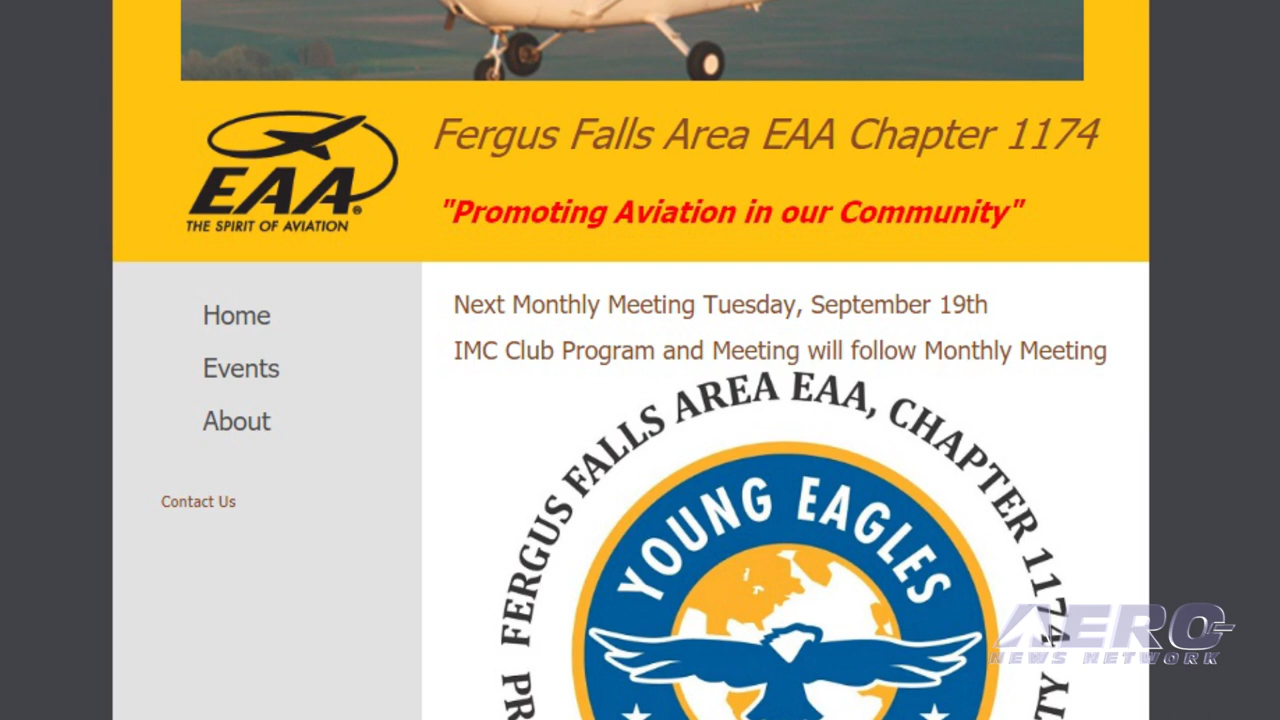 EAA®
THE SPIRIT OF AVIATION
Fergus Falls Area EAA Chapter 1174
"Promoting Aviation in our Community"
Home
Events
About
Contact Us
Next Monthly Meeting Tuesday, September 19th
IMC Club Program and Meeting will follow Monthly Meeting
FERGUS FALLS AREA EAA, CHAPTER 1174
YOUNG EAGLES
AERO
NEWS NETWORK